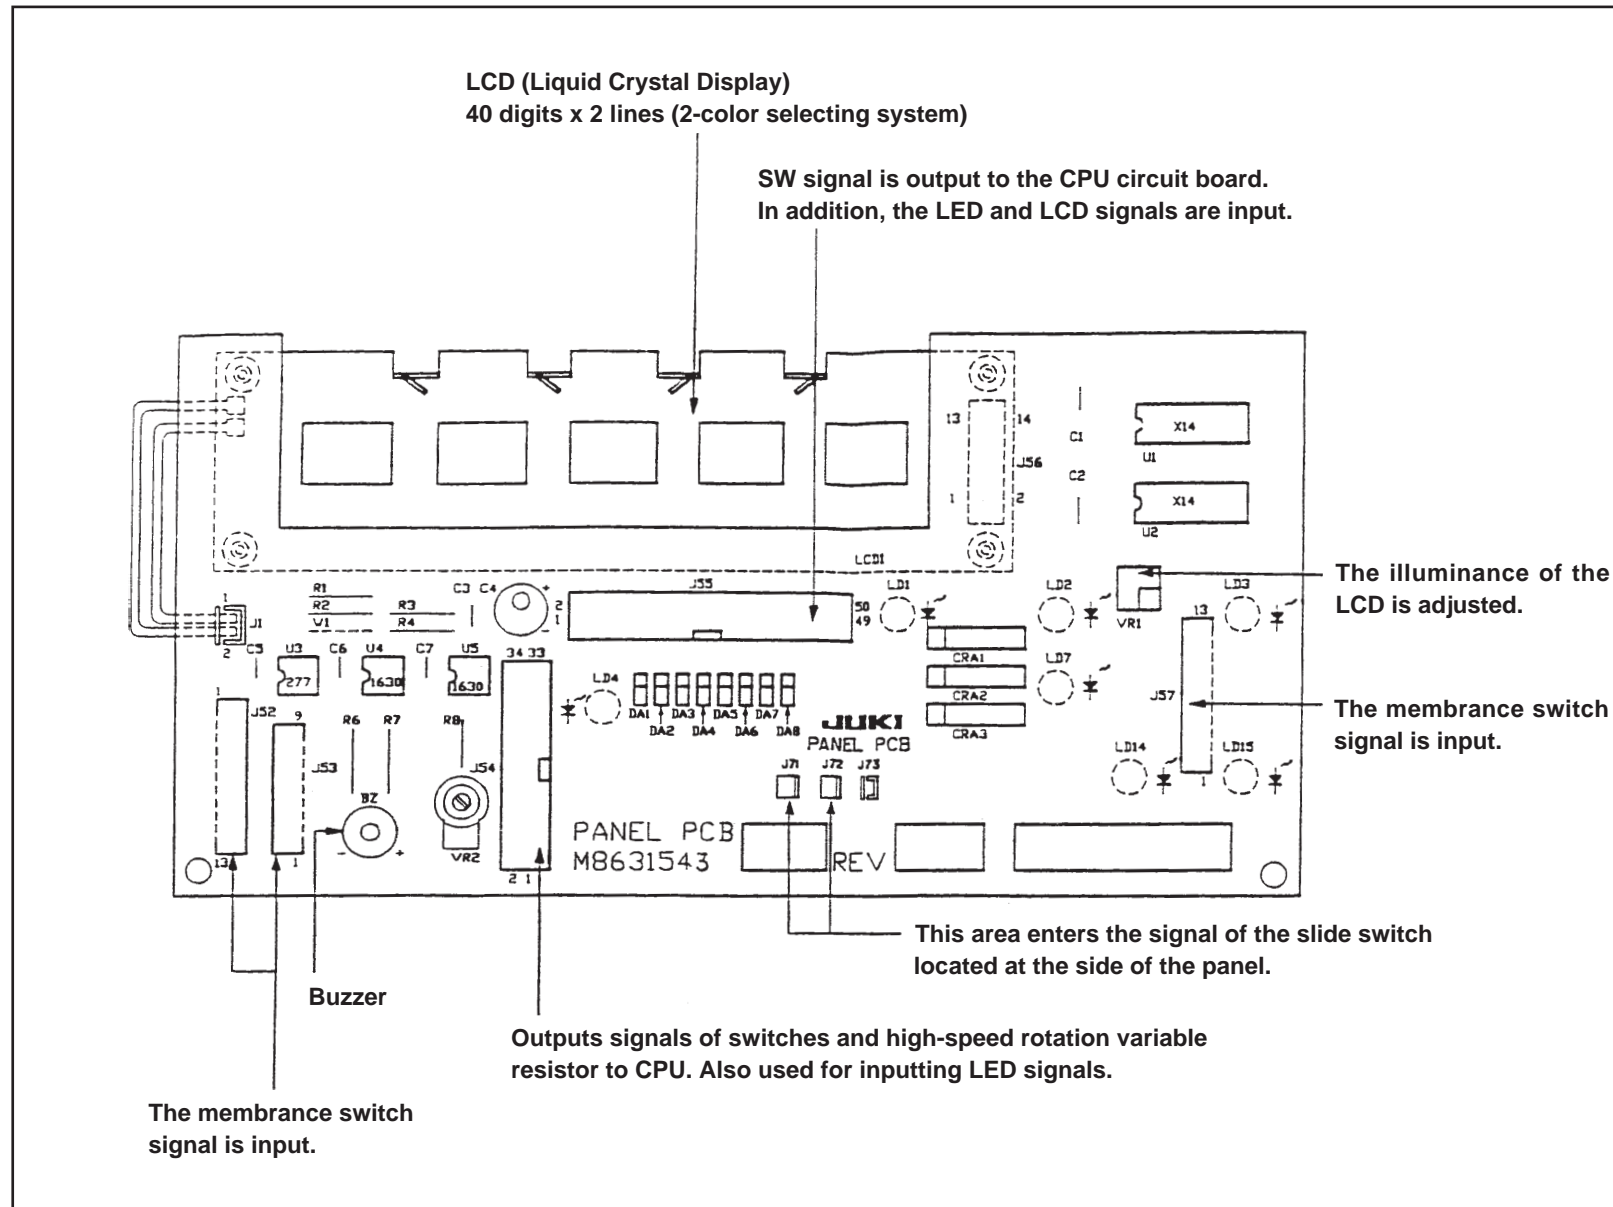 LCD (Liquid Crystal Display)
40 digits x 2 lines (2-color selecting system)
SW signal is output to the CPU circuit board.
In addition, the LED and LCD signals are input.
13
14
J56
1
2
C1
C2
X14
U1
X14
U2
LCD1
The illuminance of the
LCD is adjusted.
1
J1
2
R1
R2
W1
R3
R4
C3
C4
+
2
1
J55
50
49
LD1
LD2
VR1
LD3
C5
U3
277
C6
U4
1630
C7
U5
1630
34 33
LD4
DA1
DA2
DA3
DA4
DA5
DA6
DA7
DA8
CRA1
CRA2
CRA3
LD7
13
J57
1
The membrance switch
signal is input.
1
J52
13
9
J53
1
R6
R7
R8
J54
BZ
-
+
VR2
2 1
JUKI
PANEL PCB
J71
J72
J73
LD14
LD15
PANEL PCB
M8631543
REV
This area enters the signal of the slide switch
located at the side of the panel.
Buzzer
Outputs signals of switches and high-speed rotation variable
resistor to CPU. Also used for inputting LED signals.
The membrance switch
signal is input.